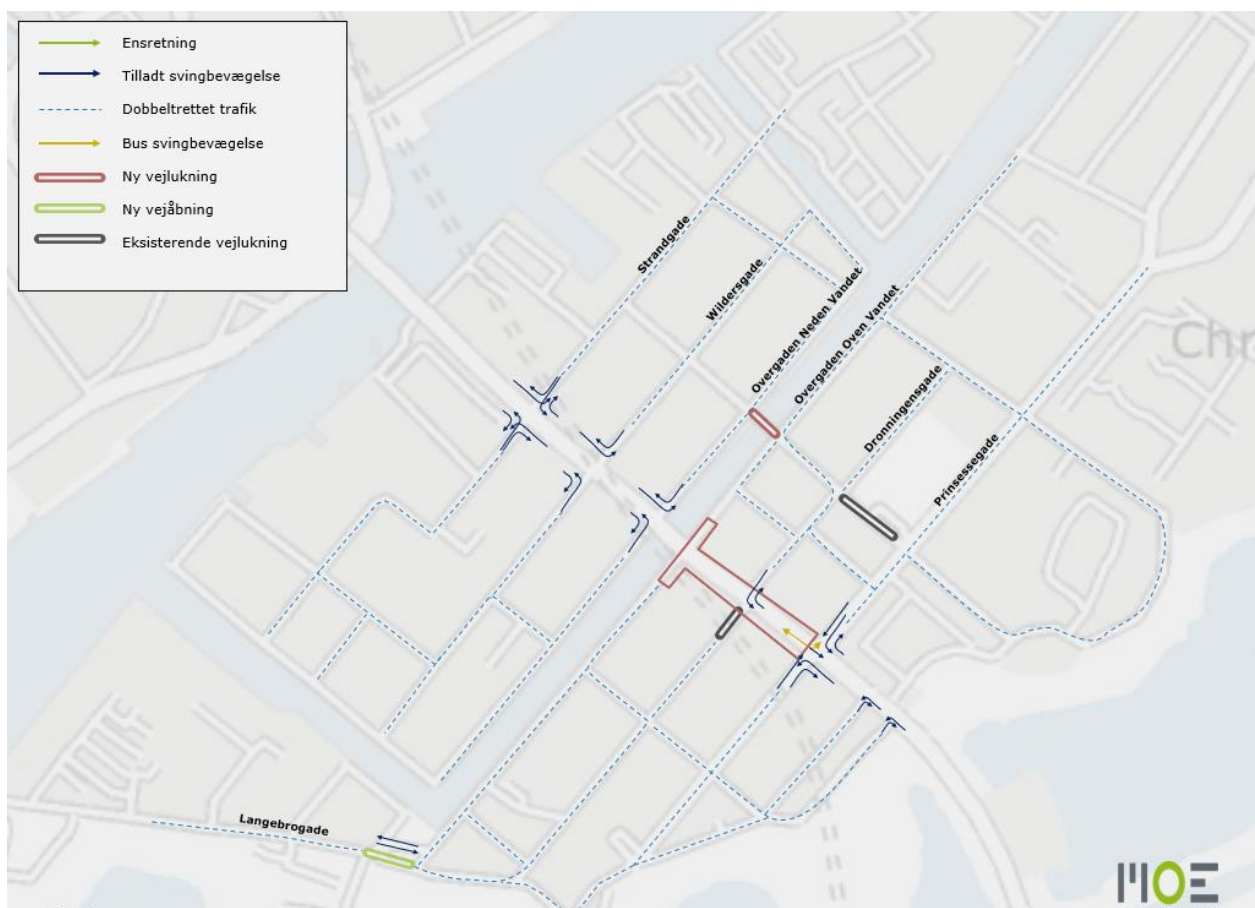 Ensretning
Tilladt svingbevægelse
Dobbeltrettet trafik
Bus svingbevægelse
Ny vejlukning
Ny vejåbning
Eksisterende vejlukning
Strandgade
Wildersgade
Overgaden Neden Vandet
Overgaden Oven Vandet
Dronningensgade
Prinsessegade
Chr
Langebrogade
MOE